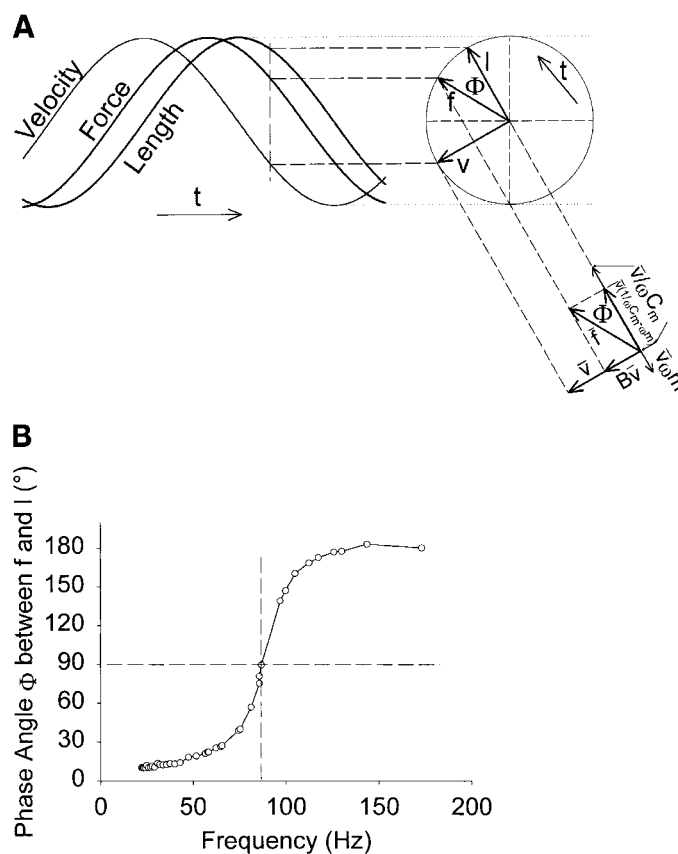 A
Velocity
Force
Length
t
l
Φ
f
v
t
v̅/ωCm
v̅(1/ωCm-ωm)
Φ
f̅
v̅
Bv̅
v̅ωm
B
Phase Angle Φ between f and l (°)
180
150
120
90
60
30
0
0
50
100
150
200
Frequency (Hz)